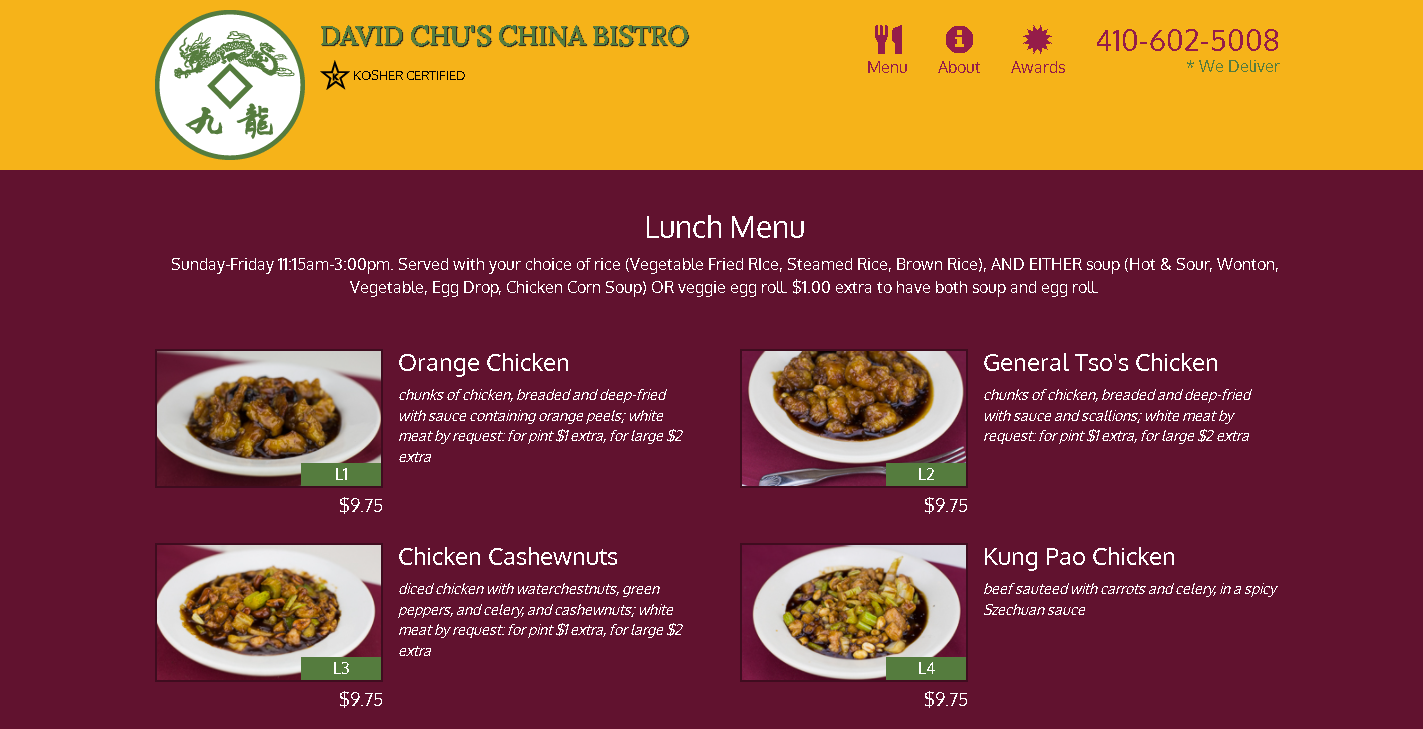 九 龍
DAVID CHU'S CHINA BISTRO
K KOSHER CERTIFIED
Menu
About
Awards
410-602-5008
* We Deliver
Lunch Menu
Sunday-Friday 11:15am-3:00pm. Served with your choice of rice (Vegetable Fried RIce, Steamed Rice, Brown Rice), AND EITHER soup (Hot & Sour, Wonton,
Vegetable, Egg Drop, Chicken Corn Soup) OR veggie egg roll. $1.00 extra to have both soup and egg roll.
Orange Chicken
chunks of chicken, breaded and deep-fried
with sauce containing orange peels; white
meat by request: for pint $1 extra, for large $2
extra
L1
$9.75
General Tso's Chicken
chunks of chicken, breaded and deep-fried
with sauce and scallions; white meat by
request: for pint $1 extra, for large $2 extra
L2
$9.75
Chicken Cashewnuts
diced chicken with waterchestnuts, green
peppers, and celery, and cashewnuts; white
meat by request: for pint $1 extra, for large $2
extra
L3
$9.75
Kung Pao Chicken
beef sauteed with carrots and celery, in a spicy
Szechuan sauce
L4
$9.75